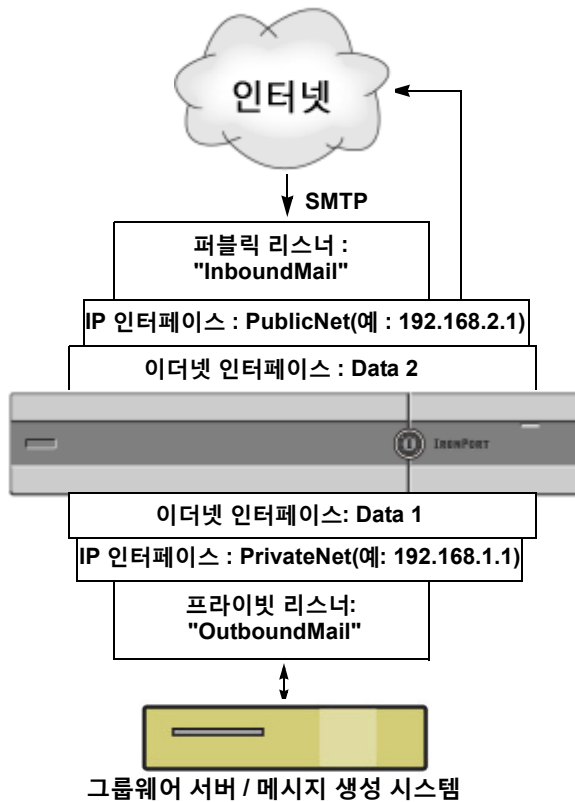 인터넷
SMTP
퍼블릭 리스너 :
"InboundMail"
IP 인터페이스 : PublicNet(예 : 192.168.2.1)
이더넷 인터페이스 : Data 2
IRONPORT
이더넷 인터페이스: Data 1
IP 인터페이스 : PrivateNet(예: 192.168.1.1)
프라이빗 리스너:
"OutboundMail"
그룹웨어 서버 / 메시지 생성 시스템